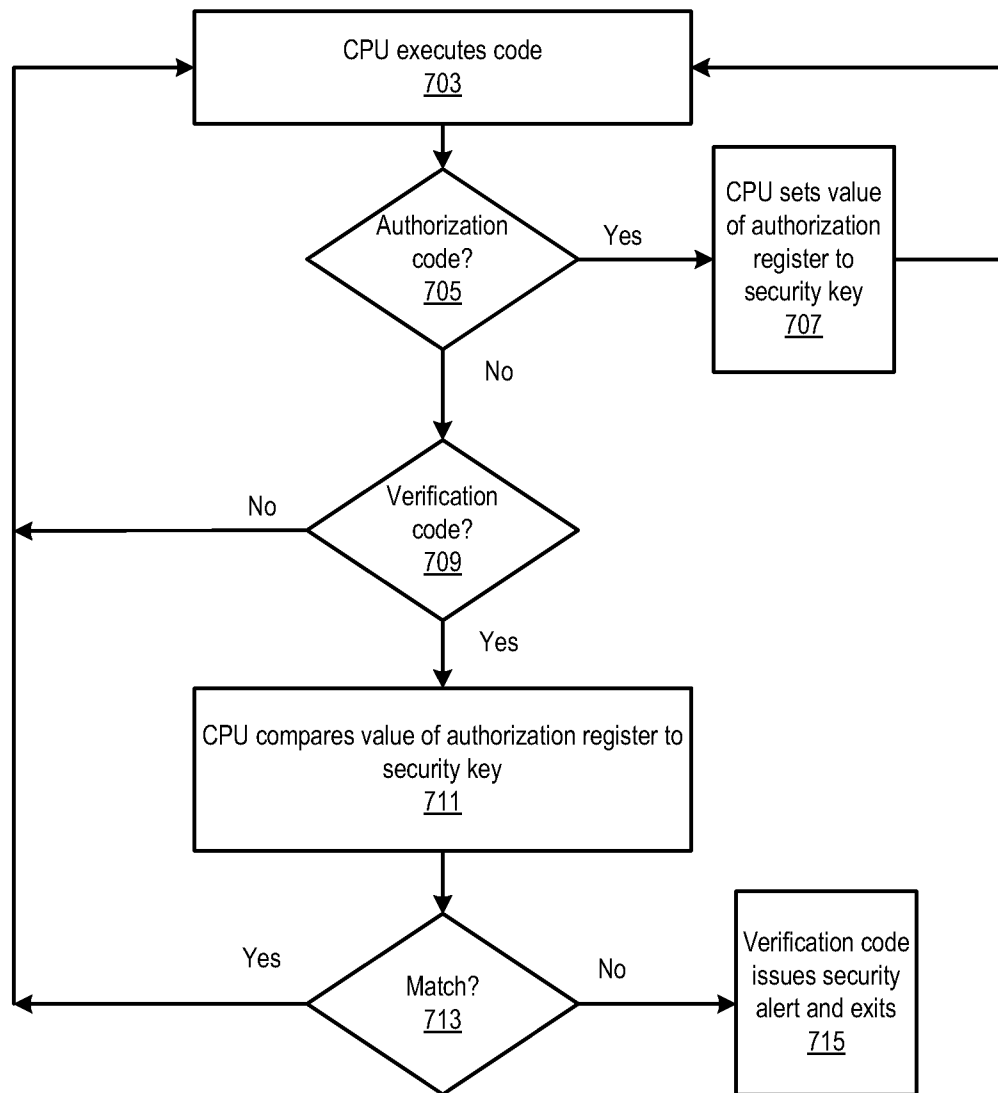 CPU executes code
703
Authorization
code?
705
Yes
CPU sets value
of authorization
register to
security key
707
No
Verification
code?
709
No
Yes
CPU compares value of authorization register to
security key
711
Match?
713
Yes
No
Verification code
issues security
alert and exits
715